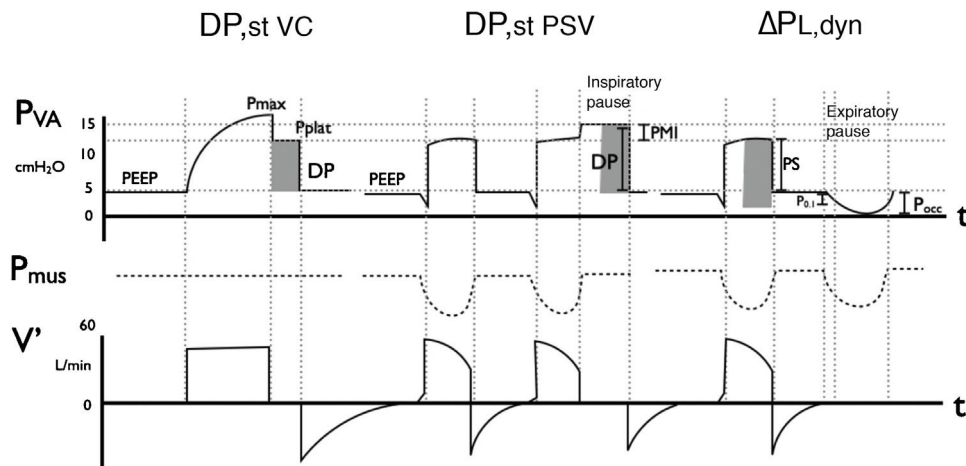 DP,st VC
DP,st PSV
ΔPL,dyn
Inspiratory
pause
Expiratory
pause
PVA
cmH2O
15
10
5
0
Pmax
Pplat
DP
PEEP
PEEP
DP
PMI
PS
P0.1
Pocc
t
Pmus
V'
60
L/min
0
t